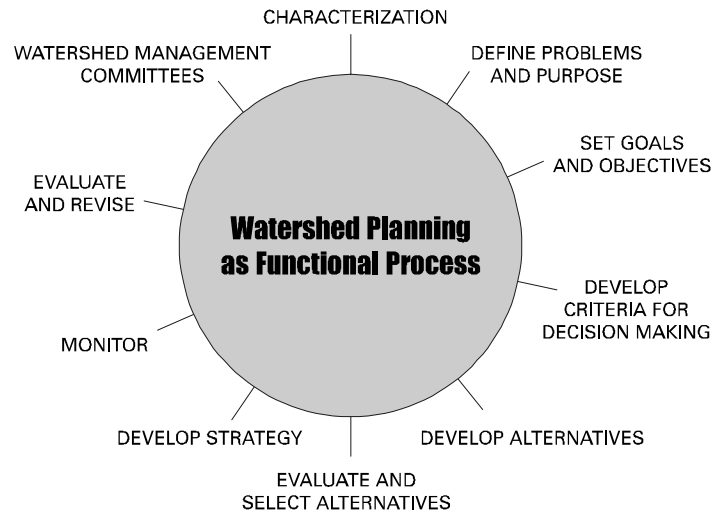 CHARACTERIZATION
DEFINE PROBLEMS
AND PURPOSE
SET GOALS
AND OBJECTIVES
DEVELOP
CRITERIA FOR
DECISION MAKING
DEVELOP ALTERNATIVES
EVALUATE AND
SELECT ALTERNATIVES
DEVELOP STRATEGY
MONITOR
EVALUATE
AND REVISE
WATERSHED MANAGEMENT
COMMITTEES
Watershed Planning
as Functional Process